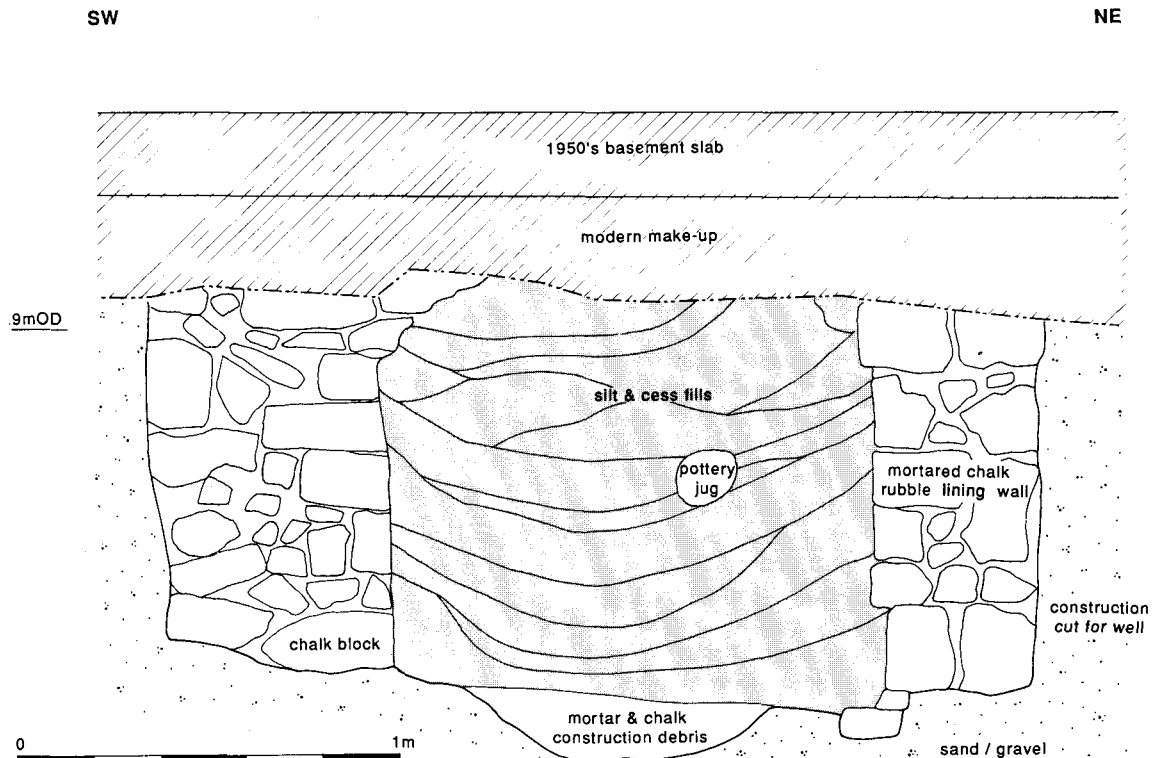 SW
NE
1950's basement slab
modern make-up
9mOD
silt & cess fills
pottery
jug
mortared chalk
rubble lining wall
construction
cut for well
chalk block
mortar & chalk
construction debris
0
1m
sand / gravel